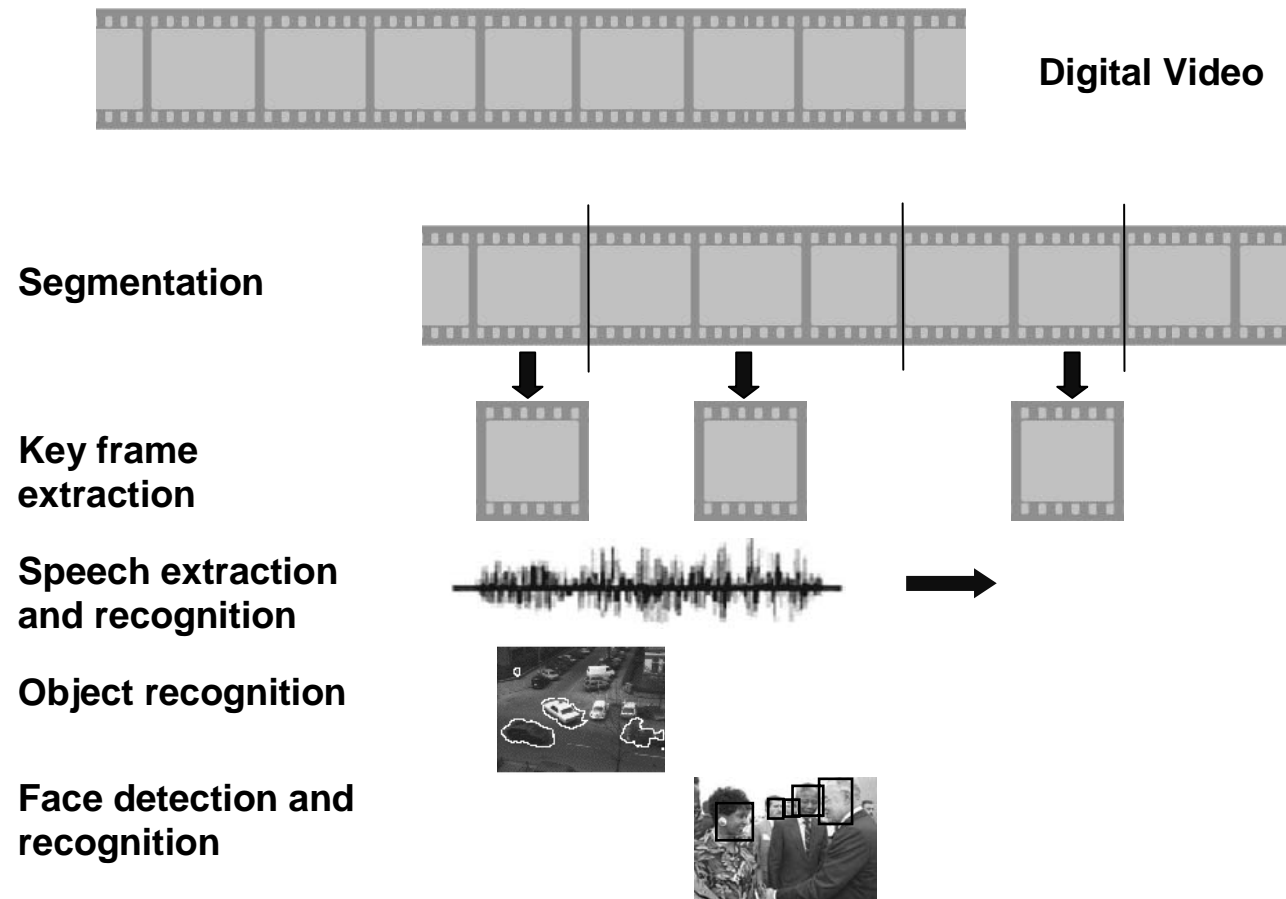 Digital Video
Segmentation
Key frame
extraction
Speech extraction
and recognition
Object recognition
Face detection and
recognition